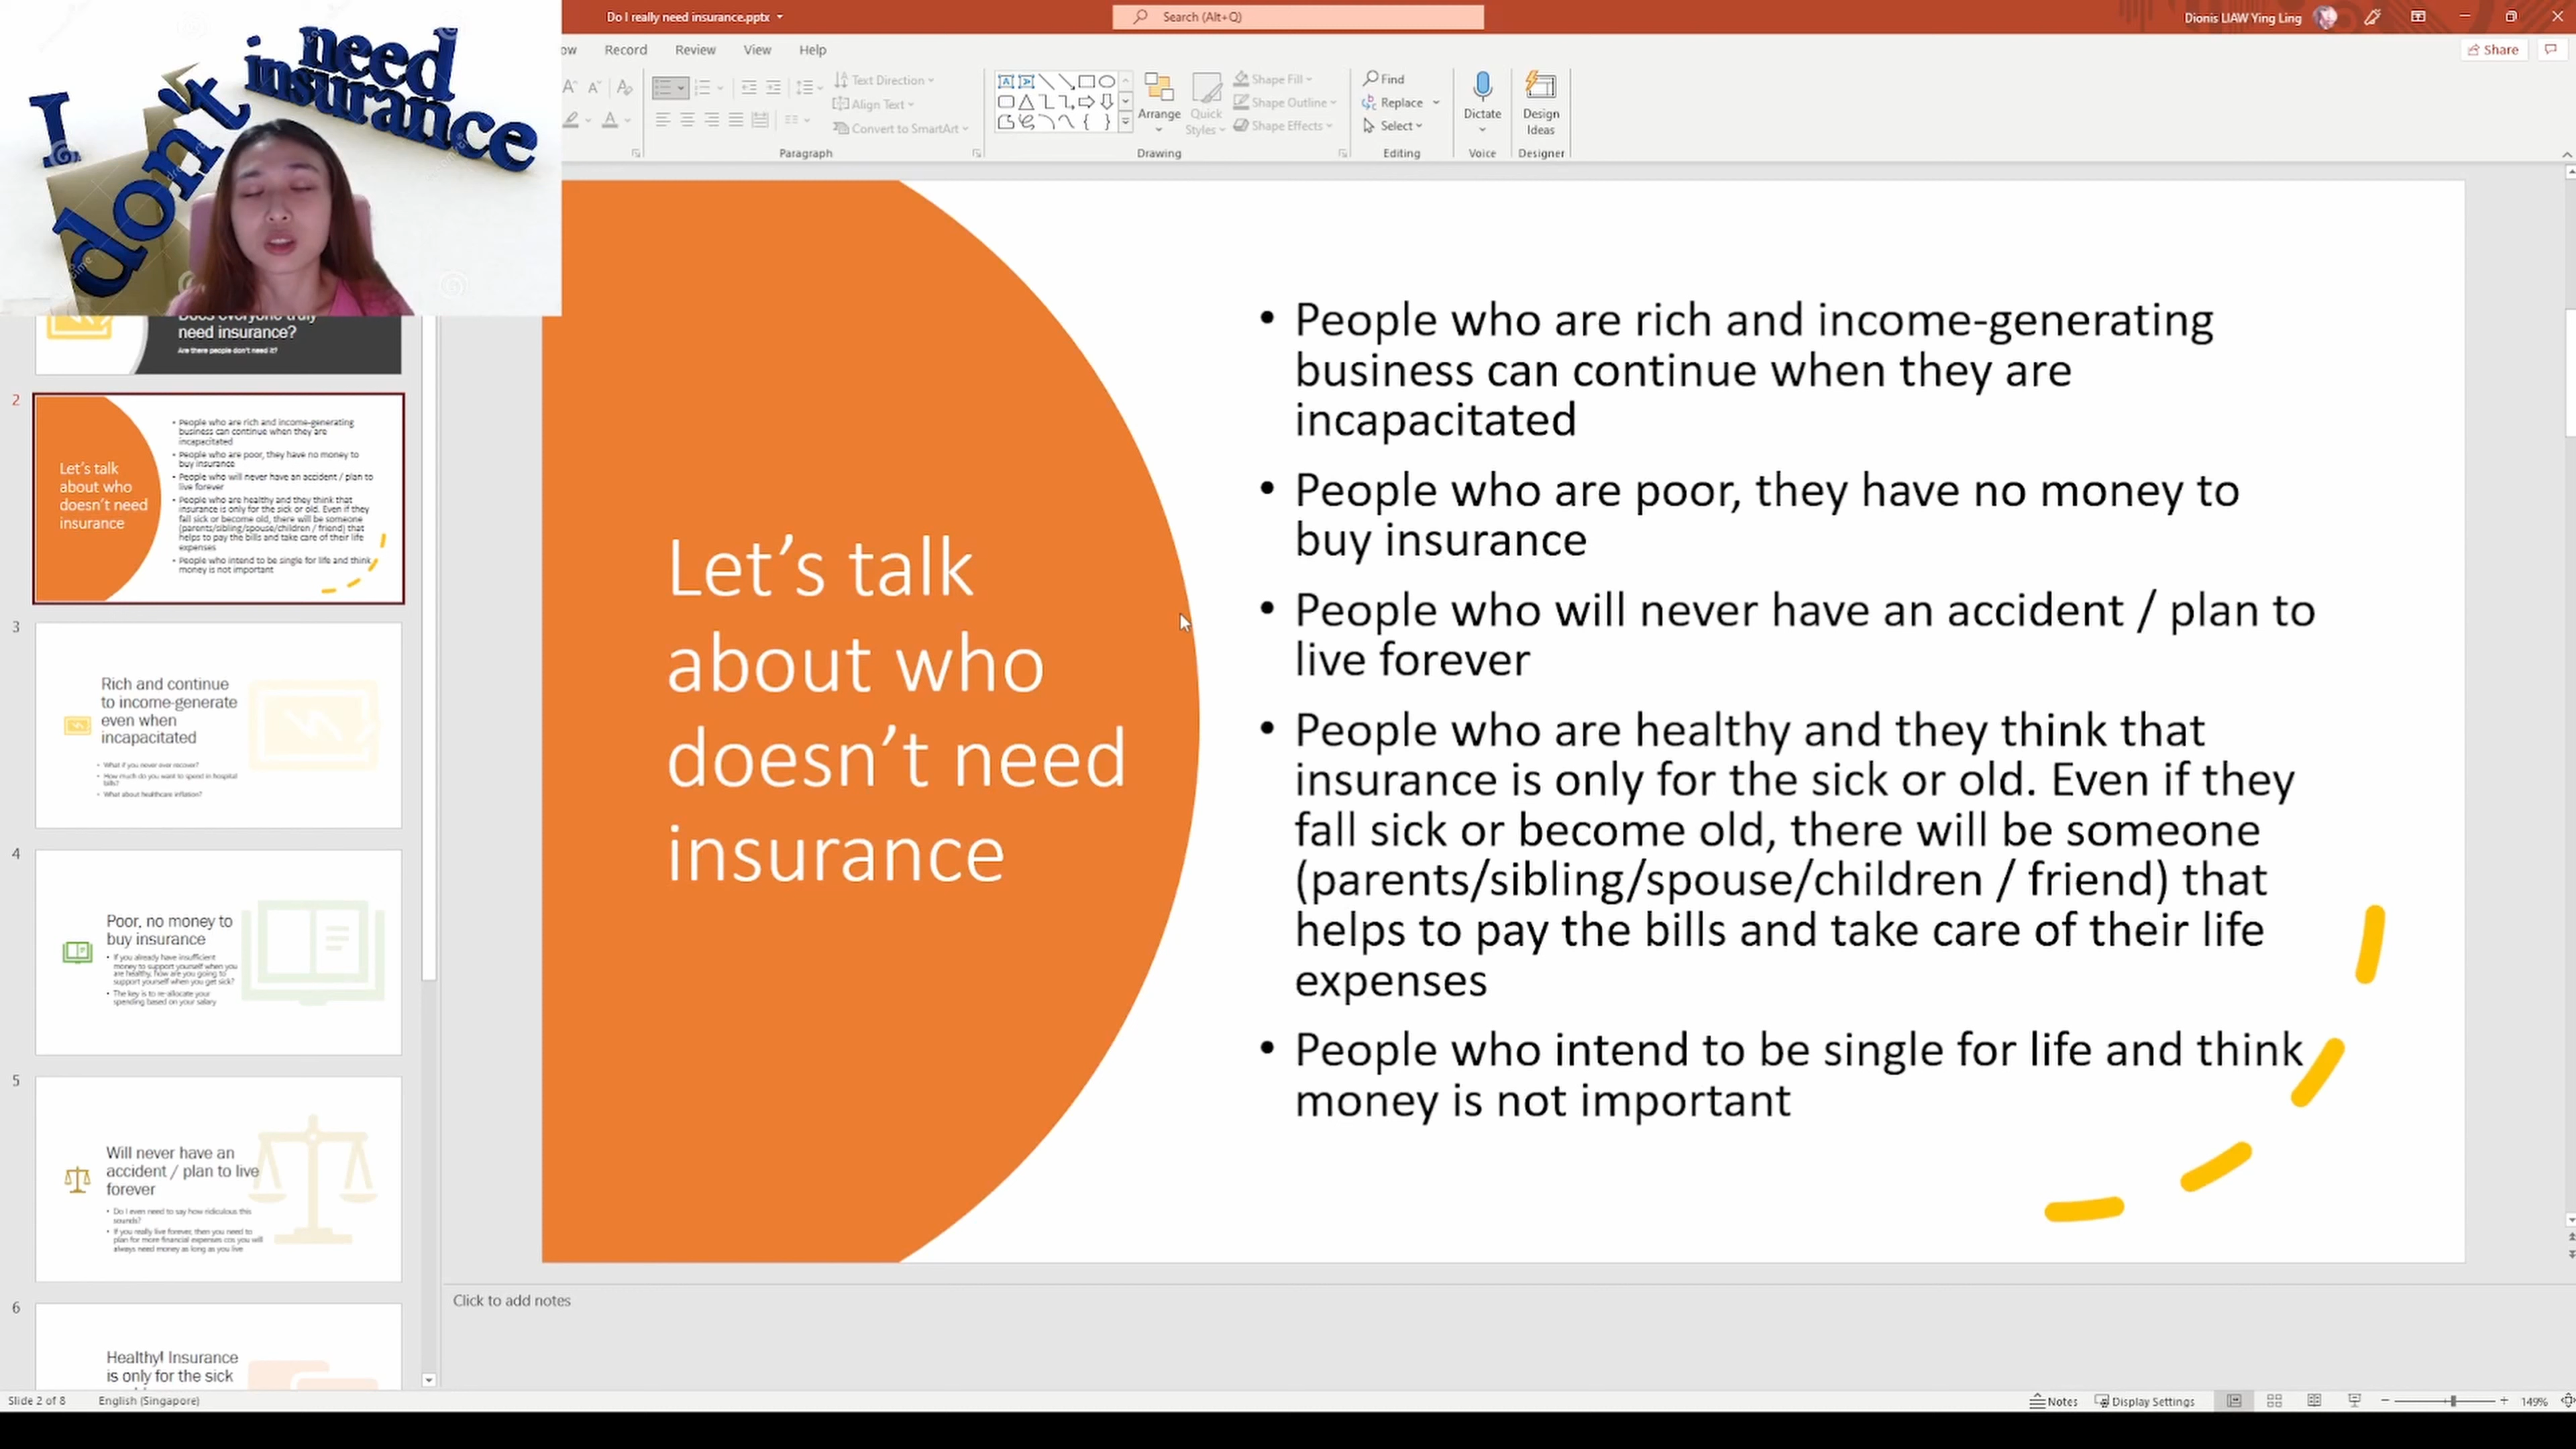 I don't need insurance
Do I really need insurance.pptx
Search (Alt+Q)
Dionis LIAW Ying Ling
Record
Review
View
Help
Share
Text Direction
Align Text
Convert to SmartArt
Paragraph
Arrange
Quick
Styles
Shape Fill
Shape Outline
Shape Effects
Drawing
Find
Replace
Select
Editing
Dictate
Voice
Design
Ideas
Designer
Does everyone truly
need insurance?
Are there people don't need it?
2
Let's talk
about who
doesn't need
insurance
• People who are rich and income-generating
business can continue when they are
incapacitated
• People who are poor, they have no money to
buy insurance
• People who will never have an accident / plan to
live forever
• People who are healthy and they think that
insurance is only for the sick or old. Even if they
fall sick or become old, there will be someone
(parents/sibling/spouse/children / friend) that
helps to pay the bills and take care of their life
expenses
• People who intend to be single for life and think
money is not important
3
Rich and continue
to income-generate
even when
incapacitated
• What if you never ever recover?
• How much do you want to spend in hospital
bills?
• What about healthcare inflation?
4
Poor, no money to
buy insurance
• If you already have insufficient
money to support yourself when you
are healthy, how are you going to
support yourself when you get sick?
• The key is to re-allocate your
spending based on your salary
5
Will never have an
accident / plan to live
forever
• Do I even need to say how ridiculous this
sounds?
• If you really live forever, then you need to
plan for more financial expenses cos you will
always need money as long as you live
6
Healthy! Insurance
is only for the sick
Let's talk
about who
doesn't need
insurance
• People who are rich and income-generating
business can continue when they are
incapacitated
• People who are poor, they have no money to
buy insurance
• People who will never have an accident / plan to
live forever
• People who are healthy and they think that
insurance is only for the sick or old. Even if they
fall sick or become old, there will be someone
(parents/sibling/spouse/children / friend) that
helps to pay the bills and take care of their life
expenses
• People who intend to be single for life and think
money is not important
Click to add notes
Slide 2 of 8
English (Singapore)
Notes
Display Settings
149%